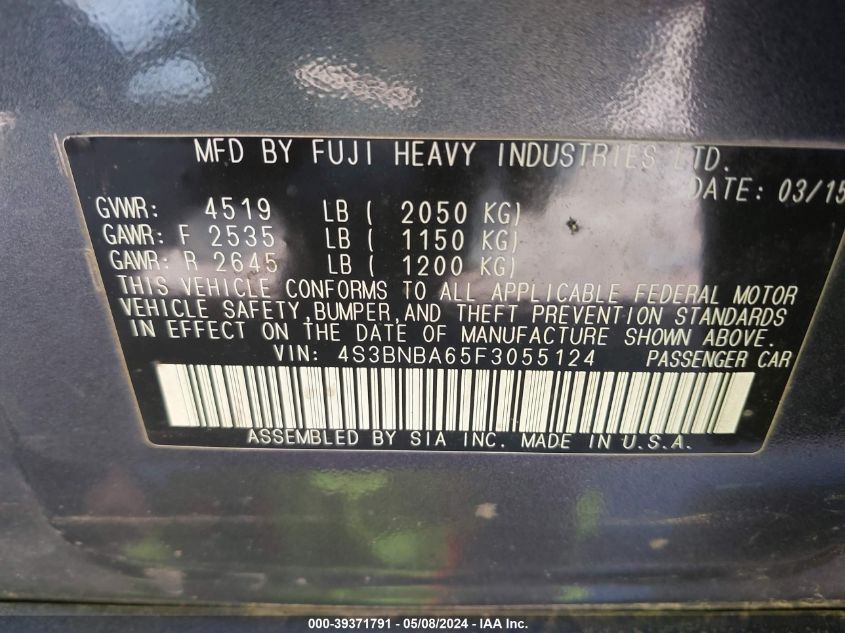 MFD BY FUJI HEAVY INDUSTRIES LTD.
DATE: 03/15
GVWR: 4519 LB ( 2050 KG)
GAWR: F 2535 LB ( 1150 KG)
GAWR: R 2645 LB ( 1200 KG)
THIS VEHICLE CONFORMS TO ALL APPLICABLE FEDERAL MOTOR
VEHICLE SAFETY, BUMPER, AND THEFT PREVENTION STANDARDS
IN EFFECT ON THE DATE OF MANUFACTURE SHOWN ABOVE.
VIN: 4S3BNBA65F3055124 PASSENGER CAR
ASSEMBLED BY SIA INC. MADE IN U.S.A.
000-39371791 - 05/08/2024 - IAA Inc.